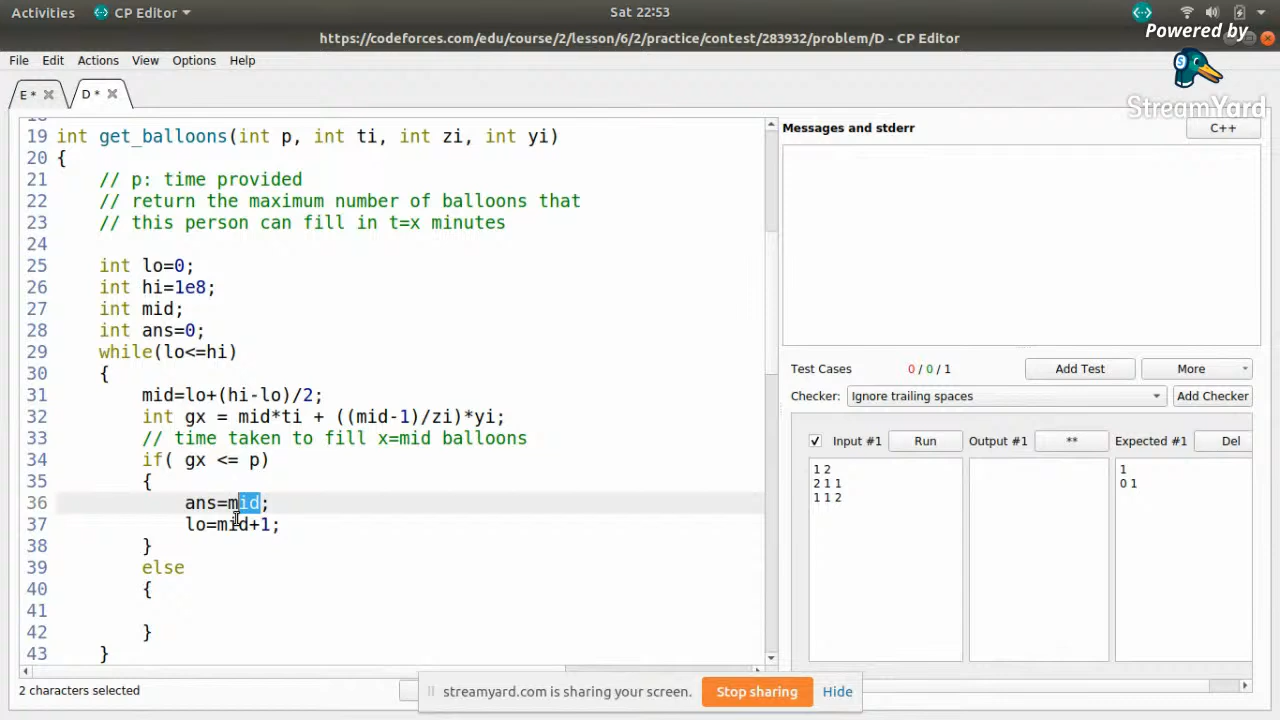 Activities CP Editor Sat 22:53
https://codeforces.com/edu/course/2/lesson/6/2/practice/contest/283932/problem/D - CP Editor
Powered by
StreamYard
File Edit Actions View Options Help
E * D *
19 int get_balloons(int p, int ti, int zi, int yi)
20 {
21 // p: time provided
22 // return the maximum number of balloons that
23 // this person can fill in t=x minutes
24
25 int lo=0;
26 int hi=1e8;
27 int mid;
28 int ans=0;
29 while(lo<=hi)
30 {
31 mid=lo+(hi-lo)/2;
32 int gx = mid*ti + ((mid-1)/zi)*yi;
33 // time taken to fill x=mid balloons
34 if( gx <= p)
35 {
36 ans=mid;
37 lo=mid+1;
38 }
39 else
40 {
41
42 }
43 }
Messages and stderr C++
Test Cases 0 / 0 / 1 Add Test More
Checker: Ignore trailing spaces Add Checker
Input #1 Run Output #1 ** Expected #1 Del
1 2
2 1 1
1 1 2
1
0 1
2 characters selected
streamyard.com is sharing your screen. Stop sharing Hide